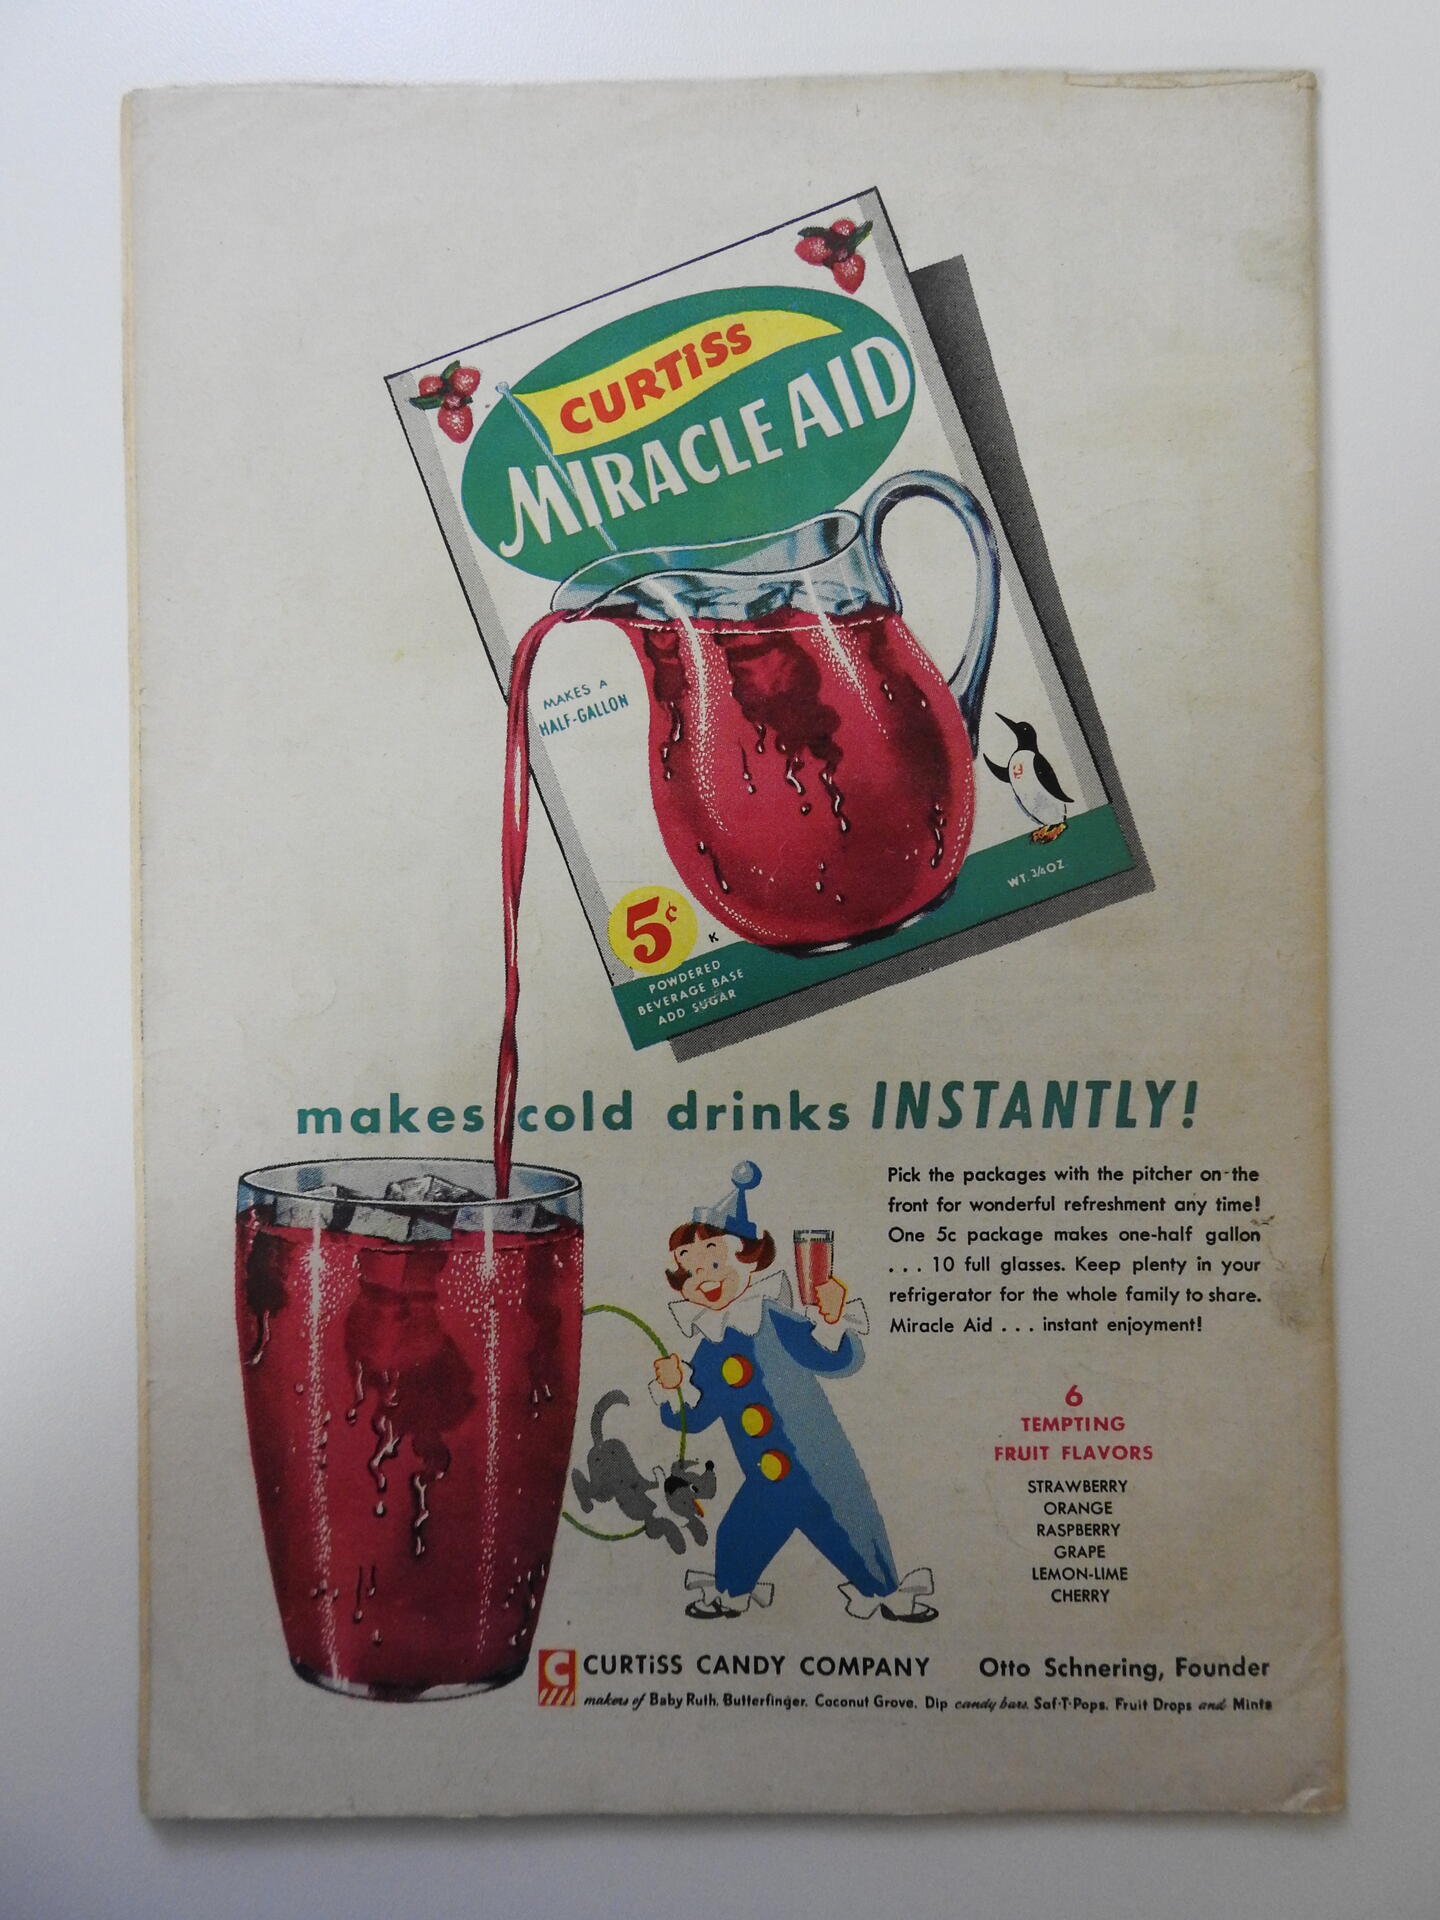 CURTiSS
MIRACLE AID
MAKES A
HALF-GALLON
5¢
K
WT. 3/4 OZ.
POWDERED
BEVERAGE BASE
ADD SUGAR
makes cold drinks INSTANTLY!
Pick the packages with the pitcher on the
front for wonderful refreshment any time!
One 5c package makes one-half gallon
. . . 10 full glasses. Keep plenty in your
refrigerator for the whole family to share.
Miracle Aid . . . instant enjoyment!
6
TEMPTING
FRUIT FLAVORS
STRAWBERRY
ORANGE
RASPBERRY
GRAPE
LEMON-LIME
CHERRY
C CURTiSS CANDY COMPANY Otto Schnering, Founder
makers of Baby Ruth, Butterfinger, Coconut Grove, Dip candy bars, Saf-T-Pops, Fruit Drops and Mints